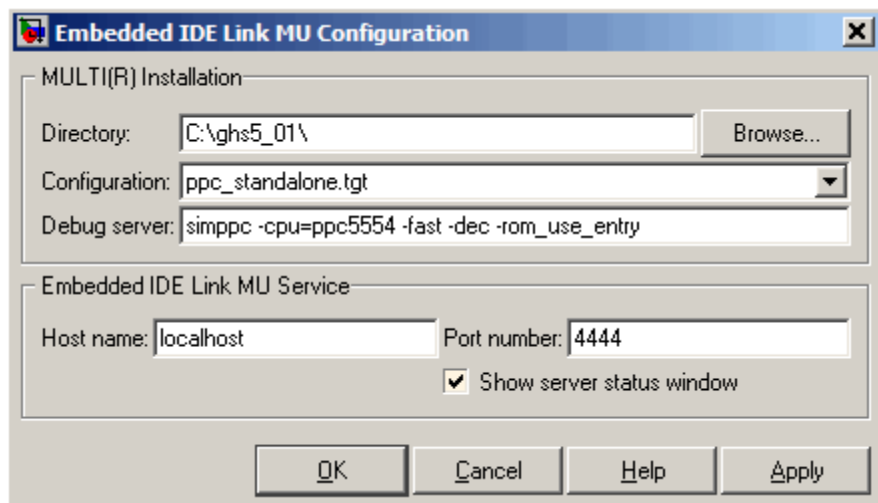 Embedded IDE Link MU Configuration
MULTI(R) Installation
Directory: C:\ghs5_01\ Browse...
Configuration: ppc_standalone.tgt
Debug server: simppc -cpu=ppc5554 -fast -dec -rom_use_entry
Embedded IDE Link MU Service
Host name: localhost Port number: 4444
Show server status window
OK Cancel Help Apply